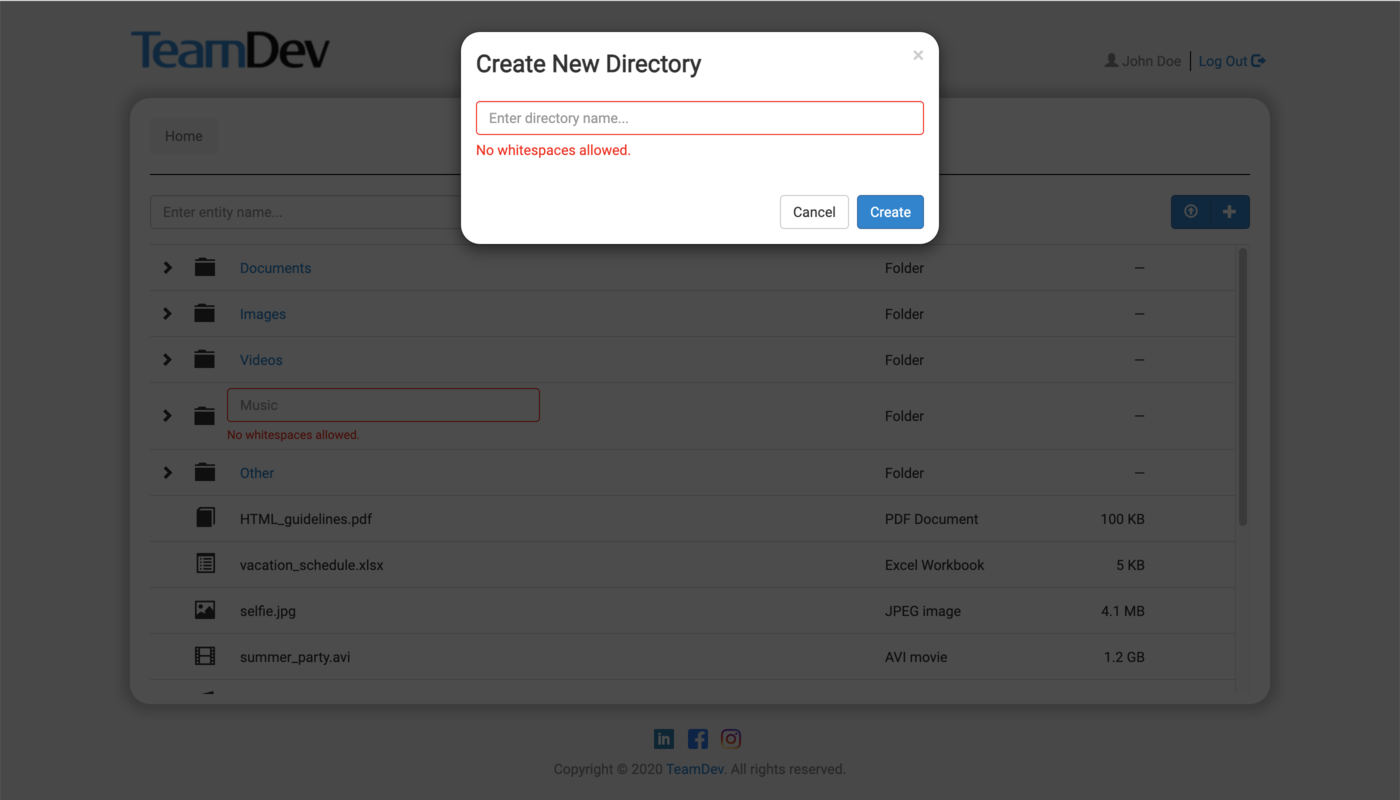 TeamDev
John Doe Log Out
Create New Directory ×
Enter directory name...
No whitespaces allowed.
Cancel Create
Home
Enter entity name...
Documents Folder —
Images Folder —
Videos Folder —
Music Folder —
No whitespaces allowed.
Other Folder —
HTML_guidelines.pdf PDF Document 100 KB
vacation_schedule.xlsx Excel Workbook 5 KB
selfie.jpg JPEG image 4.1 MB
summer_party.avi AVI movie 1.2 GB
in f
Copyright © 2020 TeamDev. All rights reserved.